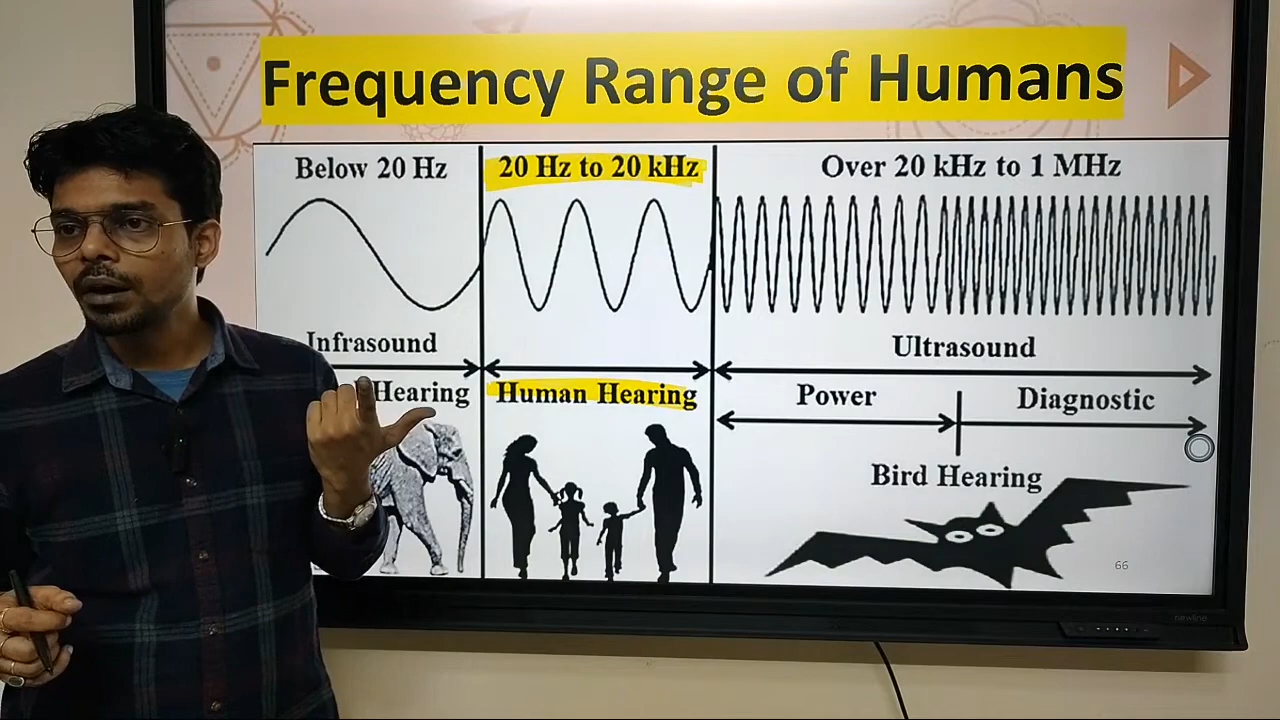 Frequency Range of Humans
Below 20 Hz
20 Hz to 20 kHz
Over 20 kHz to 1 MHz
Infrasound
Ultrasound
Hearing
Human Hearing
Power
Diagnostic
Bird Hearing
66
newline